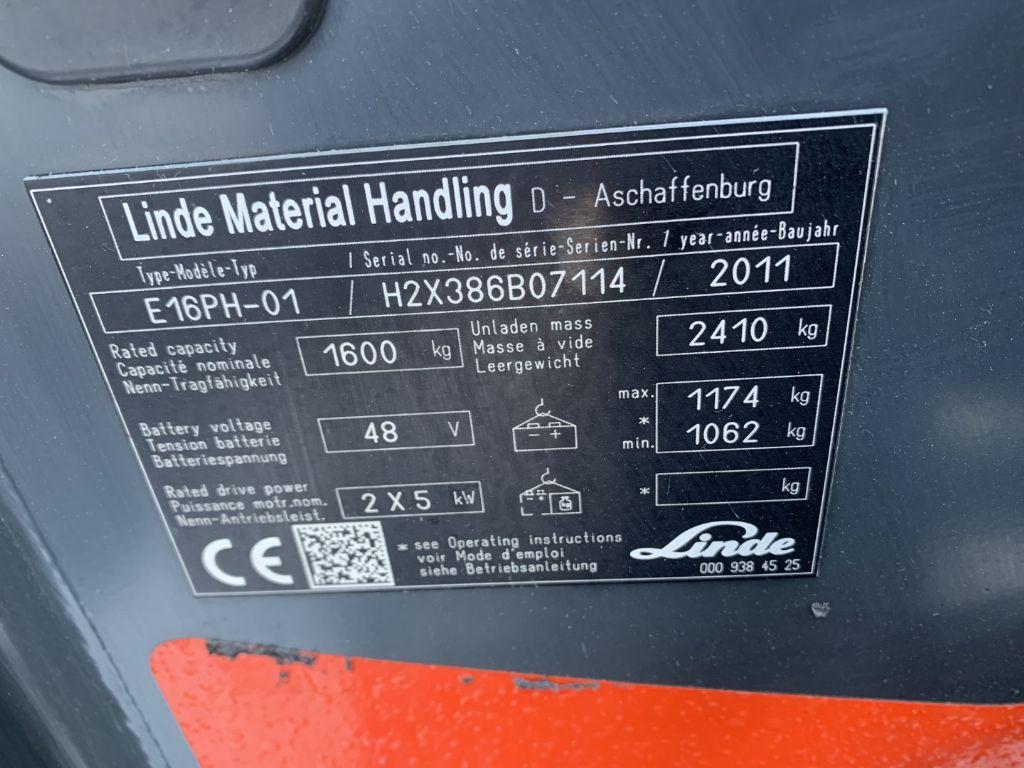 Linde Material Handling D - Aschaffenburg
Type-Modèle-Typ / Serial no.-No. de série-Serien-Nr. / year-année-Baujahr
E16PH-01 / H2X386B07114 / 2011
Rated capacity
Capacité nominale
Nenn-Tragfähigkeit
1600 kg
Unladen mass
Masse à vide
Leergewicht
2410 kg
Battery voltage
Tension batterie
Batteriespannung
48 V
- +
max. 1174 kg
*
min. 1062 kg
Rated drive power
Puissance motr.nom.
Nenn-Antriebsleist.
2 X 5 kW
- + kg
* kg
CE
* see Operating instructions
voir Mode d'emploi
siehe Betriebsanleitung
Linde
000 938 45 25